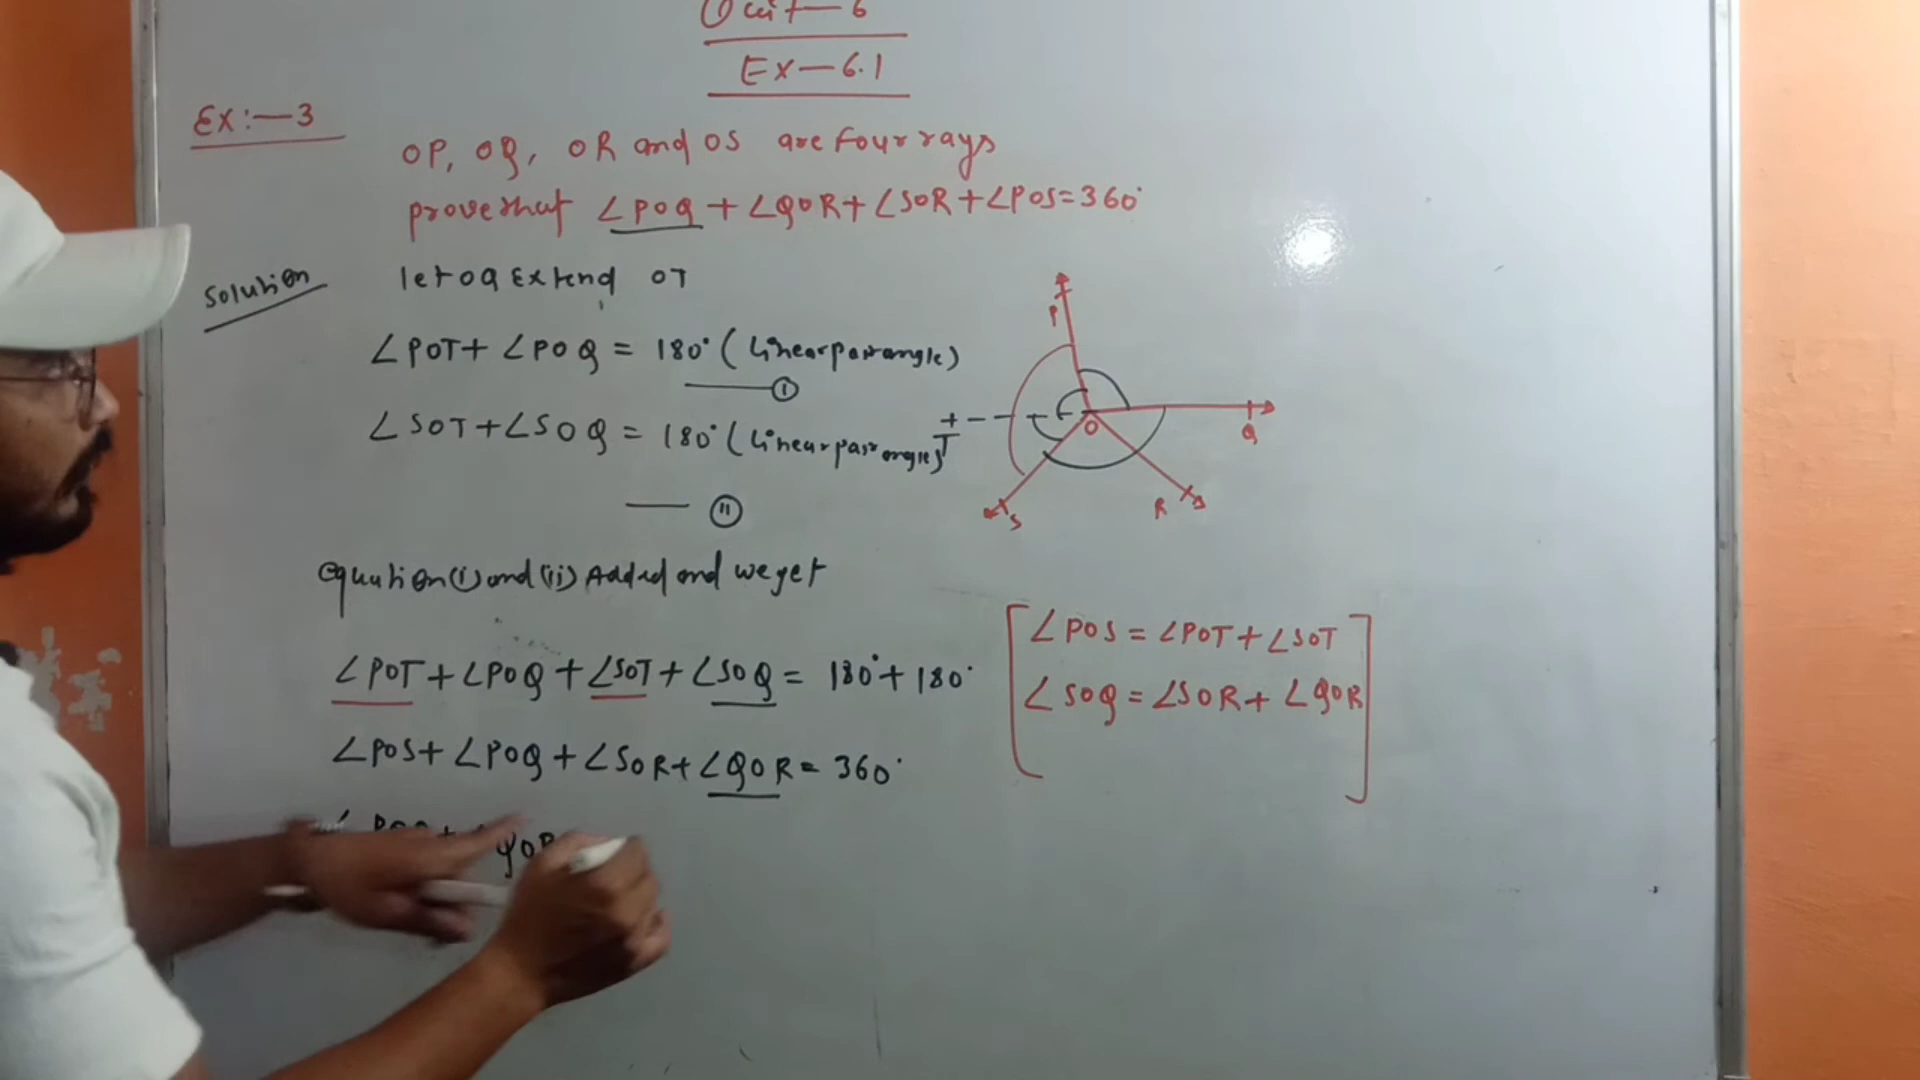 Unit—6
Ex—6.1
Ex:—3
OP, OQ, OR and OS are four rays
prove that ∠POQ + ∠QOR + ∠SOR + ∠POS = 360°
Solution
let OQ Extend OT
∠POT + ∠POQ = 180° (linear pair angle)
—— (i)
∠SOT + ∠SOQ = 180° (linear pair angle)
—— (ii)
P
T
O
Q
S
R
equation (i) and (ii) Added and we get
∠POT + ∠POQ + ∠SOT + ∠SOQ = 180° + 180°
∠POS + ∠POQ + ∠SOR + ∠QOR = 360°
[∠POS = ∠POT + ∠SOT
∠SOQ = ∠SOR + ∠QOR]